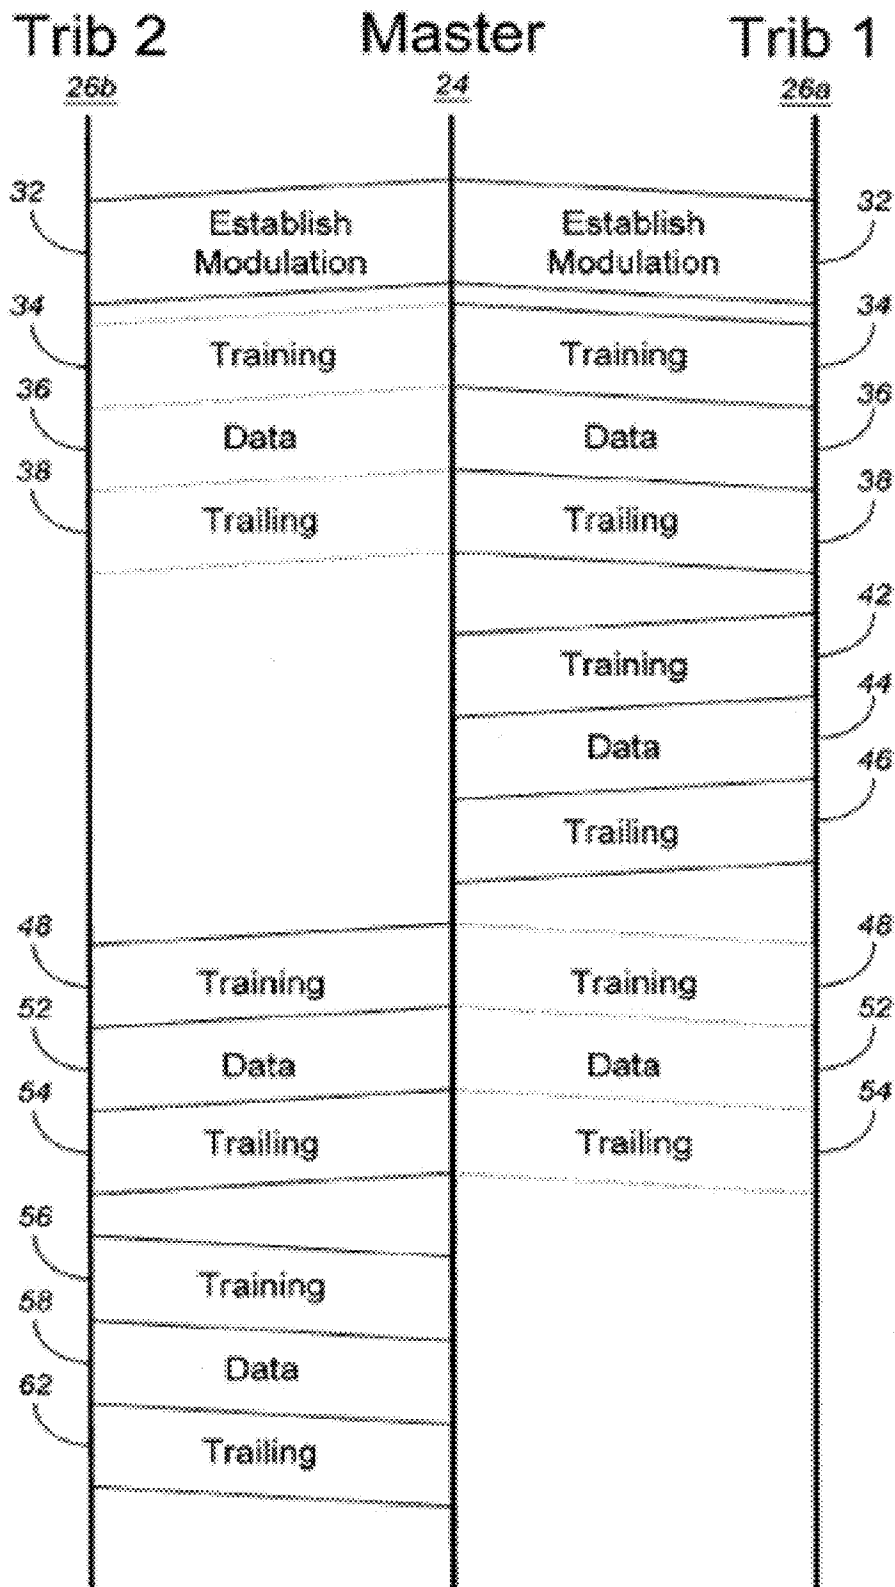 Trib 2 Master Trib 1
26b 24 26a
32 32
Establish Establish
Modulation Modulation
34 34
Training Training
36 36
Data Data
38 38
Trailing Trailing
42
Training
44
Data
46
Trailing
48 48
Training Training
52 52
Data Data
54 54
Trailing Trailing
56
Training
58
Data
62
Trailing